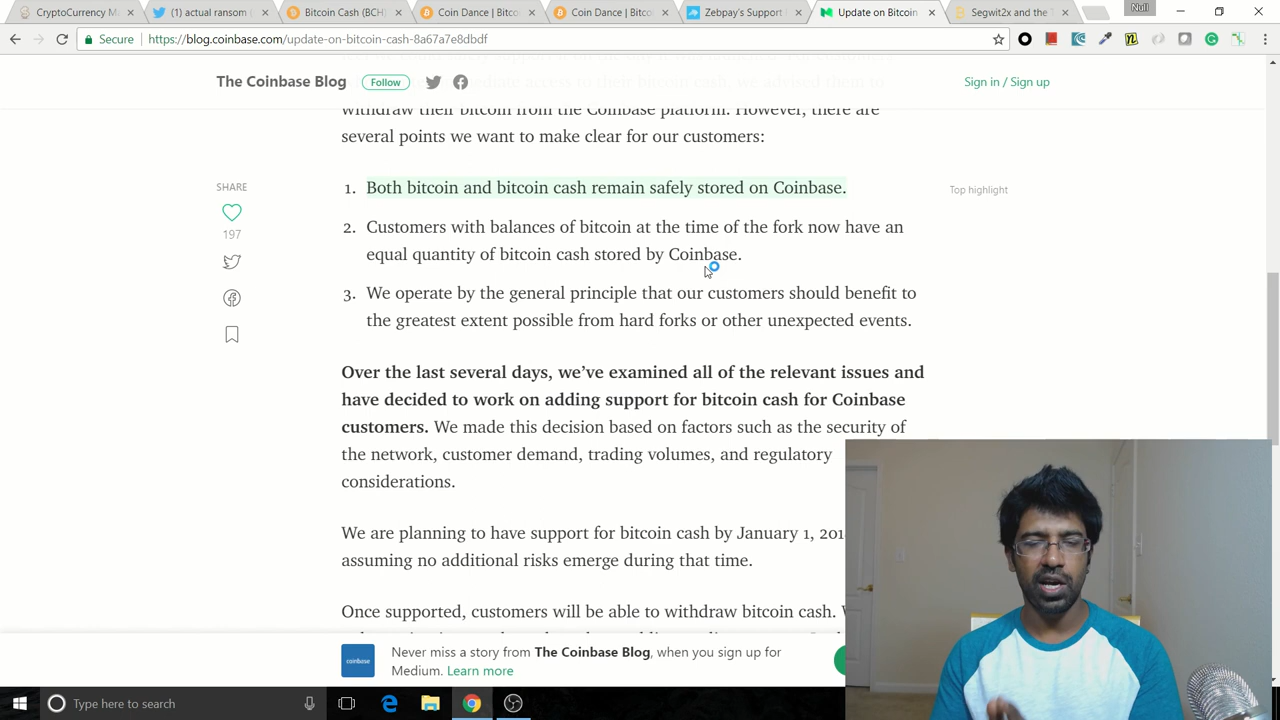 CryptoCurrency Ma
(1) actual ransom
Bitcoin Cash (BCH)
Coin Dance | Bitcoi
Coin Dance | Bitcoi
Zebpay's Support
Update on Bitcoin
Segwit2x and the
Null
Secure
https://blog.coinbase.com/update-on-bitcoin-cash-8a67a7e8dbdf
The Coinbase Blog
Follow
Sign in / Sign up
withdraw their bitcoin from the Coinbase platform. However, there are
several points we want to make clear for our customers:
SHARE
197
1. Both bitcoin and bitcoin cash remain safely stored on Coinbase.
Top highlight
2. Customers with balances of bitcoin at the time of the fork now have an
equal quantity of bitcoin cash stored by Coinbase.
3. We operate by the general principle that our customers should benefit to
the greatest extent possible from hard forks or other unexpected events.
Over the last several days, we've examined all of the relevant issues and
have decided to work on adding support for bitcoin cash for Coinbase
customers. We made this decision based on factors such as the security of
the network, customer demand, trading volumes, and regulatory
considerations.
We are planning to have support for bitcoin cash by January 1, 201
assuming no additional risks emerge during that time.
Once supported, customers will be able to withdraw bitcoin cash.
coinbase
Never miss a story from The Coinbase Blog, when you sign up for
Medium. Learn more
Type here to search